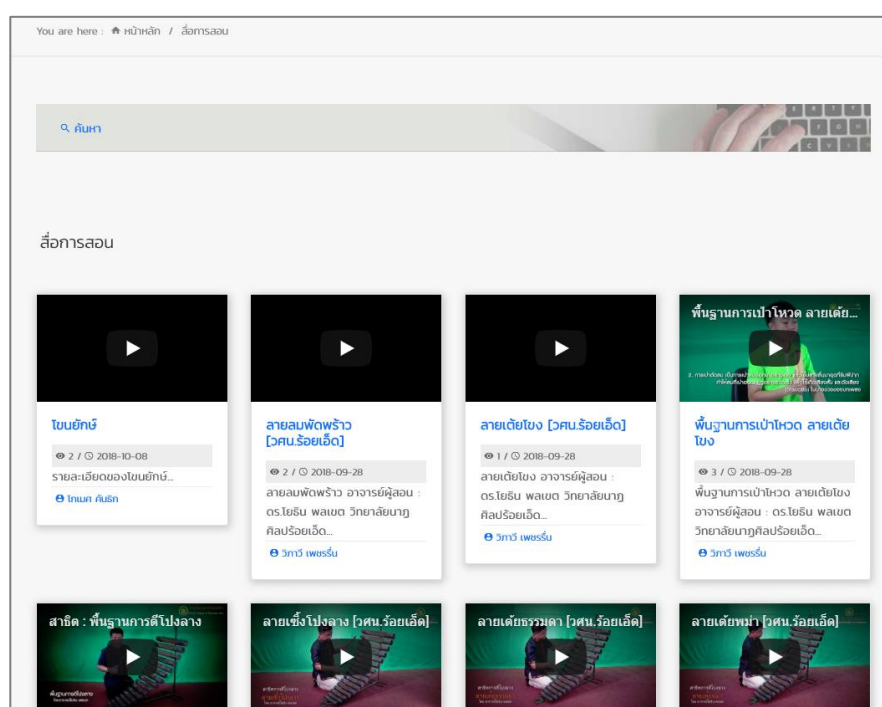 You are here : หน้าหลัก / สื่อการสอน
ค้นหา
สื่อการสอน
พื้นฐานการเป่าโหวด ลายเต้ย...
โขนยักษ์
2 / 2018-10-08
รายละเอียดของโขนยักษ์...
โกเมศ คันธิก
ลายลมพัดพร้าว
[วศน.ร้อยเอ็ด]
2 / 2018-09-28
ลายลมพัดพร้าว อาจารย์ผู้สอน :
ดร.โยธิน พลเขต วิทยาลัยนาฏ
ศิลปร้อยเอ็ด...
วิภาวี เพชรรื่น
ลายเต้ยโขง [วศน.ร้อยเอ็ด]
1 / 2018-09-28
ลายเต้ยโขง อาจารย์ผู้สอน :
ดร.โยธิน พลเขต วิทยาลัยนาฏ
ศิลปร้อยเอ็ด...
วิภาวี เพชรรื่น
พื้นฐานการเป่าโหวด ลายเต้ย
โขง
3 / 2018-09-28
พื้นฐานการเป่าโหวด ลายเต้ยโขง
อาจารย์ผู้สอน : ดร.โยธิน พลเขต
วิทยาลัยนาฏศิลปร้อยเอ็ด...
วิภาวี เพชรรื่น
สาธิต : พื้นฐานการตีโปงลาง
ลายเซิ้งโปงลาง [วศน.ร้อยเอ็ด]
ลายเต้ยธรรมดา [วศน.ร้อยเอ็ด]
ลายเต้ยพม่า [วศน.ร้อยเอ็ด]